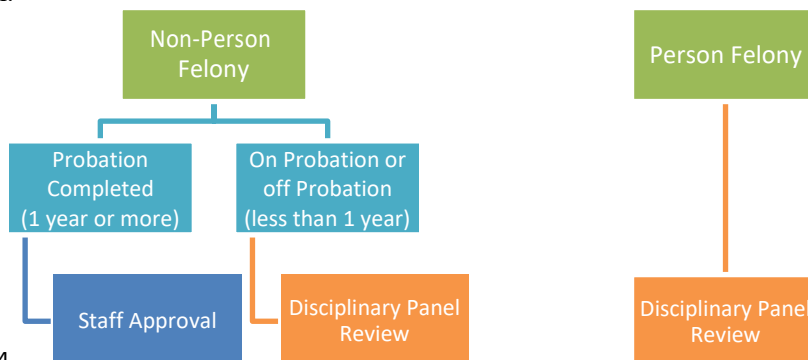 Non-Person
Felony
Person Felony
Probation
Completed
(1 year or more)
On Probation or
off Probation
(less than 1 year)
Staff Approval
Disciplinary Panel
Review
Disciplinary Panel
Review